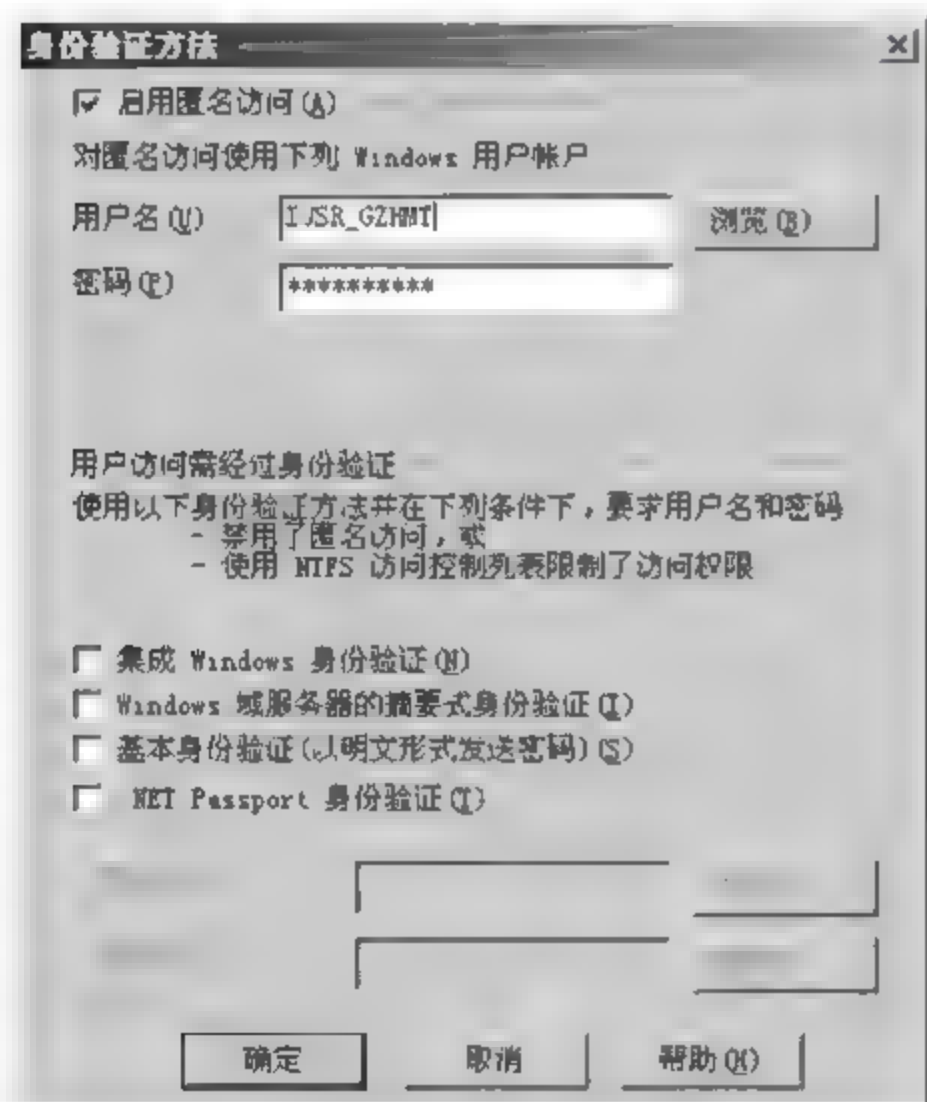 身份验证方法
启用匿名访问(A)
对匿名访问使用下列 Windows 用户帐户
用户名(U) IUSR_GZHMT 浏览(B)
密码(P) **********
用户访问需经过身份验证
使用以下身份验证方法并在下列条件下，要求用户名和密码
- 禁用了匿名访问，或
- 使用 NTFS 访问控制列表限制了访问权限
集成 Windows 身份验证(N)
Windows 域服务器的摘要式身份验证(I)
基本身份验证(以明文形式发送密码)(S)
NET Passport 身份验证(T)
确定 取消 帮助(H)